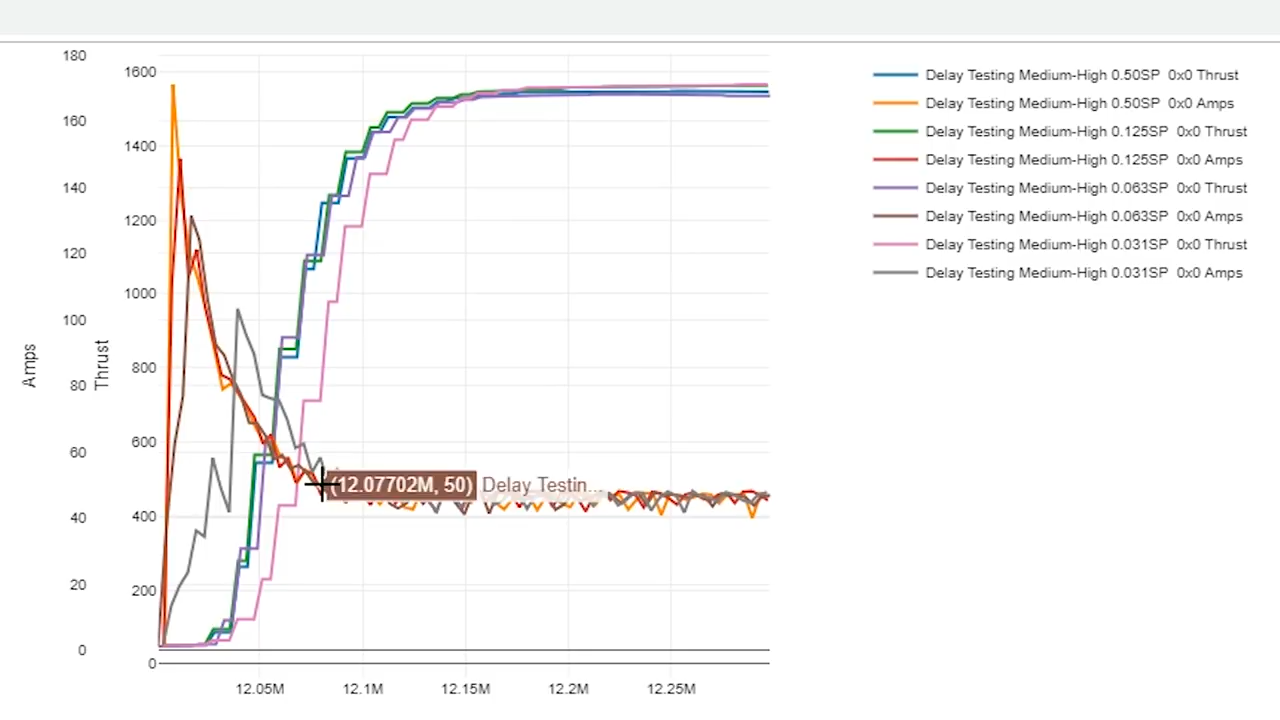 180
160
140
120
100
80
60
40
20
0
Amps
1600
1400
1200
1000
800
600
400
200
0
Thrust
12.05M
12.1M
12.15M
12.2M
12.25M
(12.07702M, 50) Delay Testin...
Delay Testing Medium-High 0.50SP 0x0 Thrust
Delay Testing Medium-High 0.50SP 0x0 Amps
Delay Testing Medium-High 0.125SP 0x0 Thrust
Delay Testing Medium-High 0.125SP 0x0 Amps
Delay Testing Medium-High 0.063SP 0x0 Thrust
Delay Testing Medium-High 0.063SP 0x0 Amps
Delay Testing Medium-High 0.031SP 0x0 Thrust
Delay Testing Medium-High 0.031SP 0x0 Amps